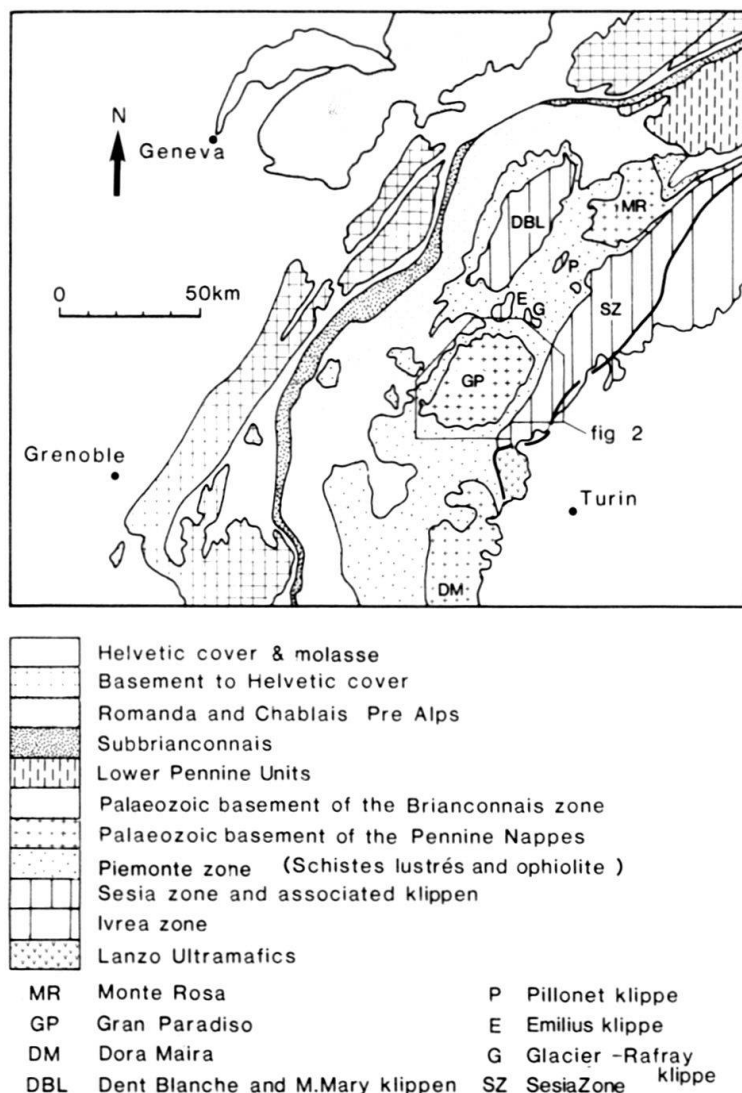 N
Geneva
DBL
MR
P
0 50km
E
G
SZ
GP
fig 2
Grenoble
Turin
DM
Helvetic cover & molasse
Basement to Helvetic cover
Romanda and Chablais Pre Alps
Subbrianconnais
Lower Pennine Units
Palaeozoic basement of the Brianconnais zone
Palaeozoic basement of the Pennine Nappes
Piemonte zone (Schistes lustrés and ophiolite )
Sesia zone and associated klippen
Ivrea zone
Lanzo Ultramafics
MR Monte Rosa
GP Gran Paradiso
DM Dora Maira
DBL Dent Blanche and M.Mary klippen
P Pillonet klippe
E Emilius klippe
G Glacier -Rafray klippe
SZ SesiaZone